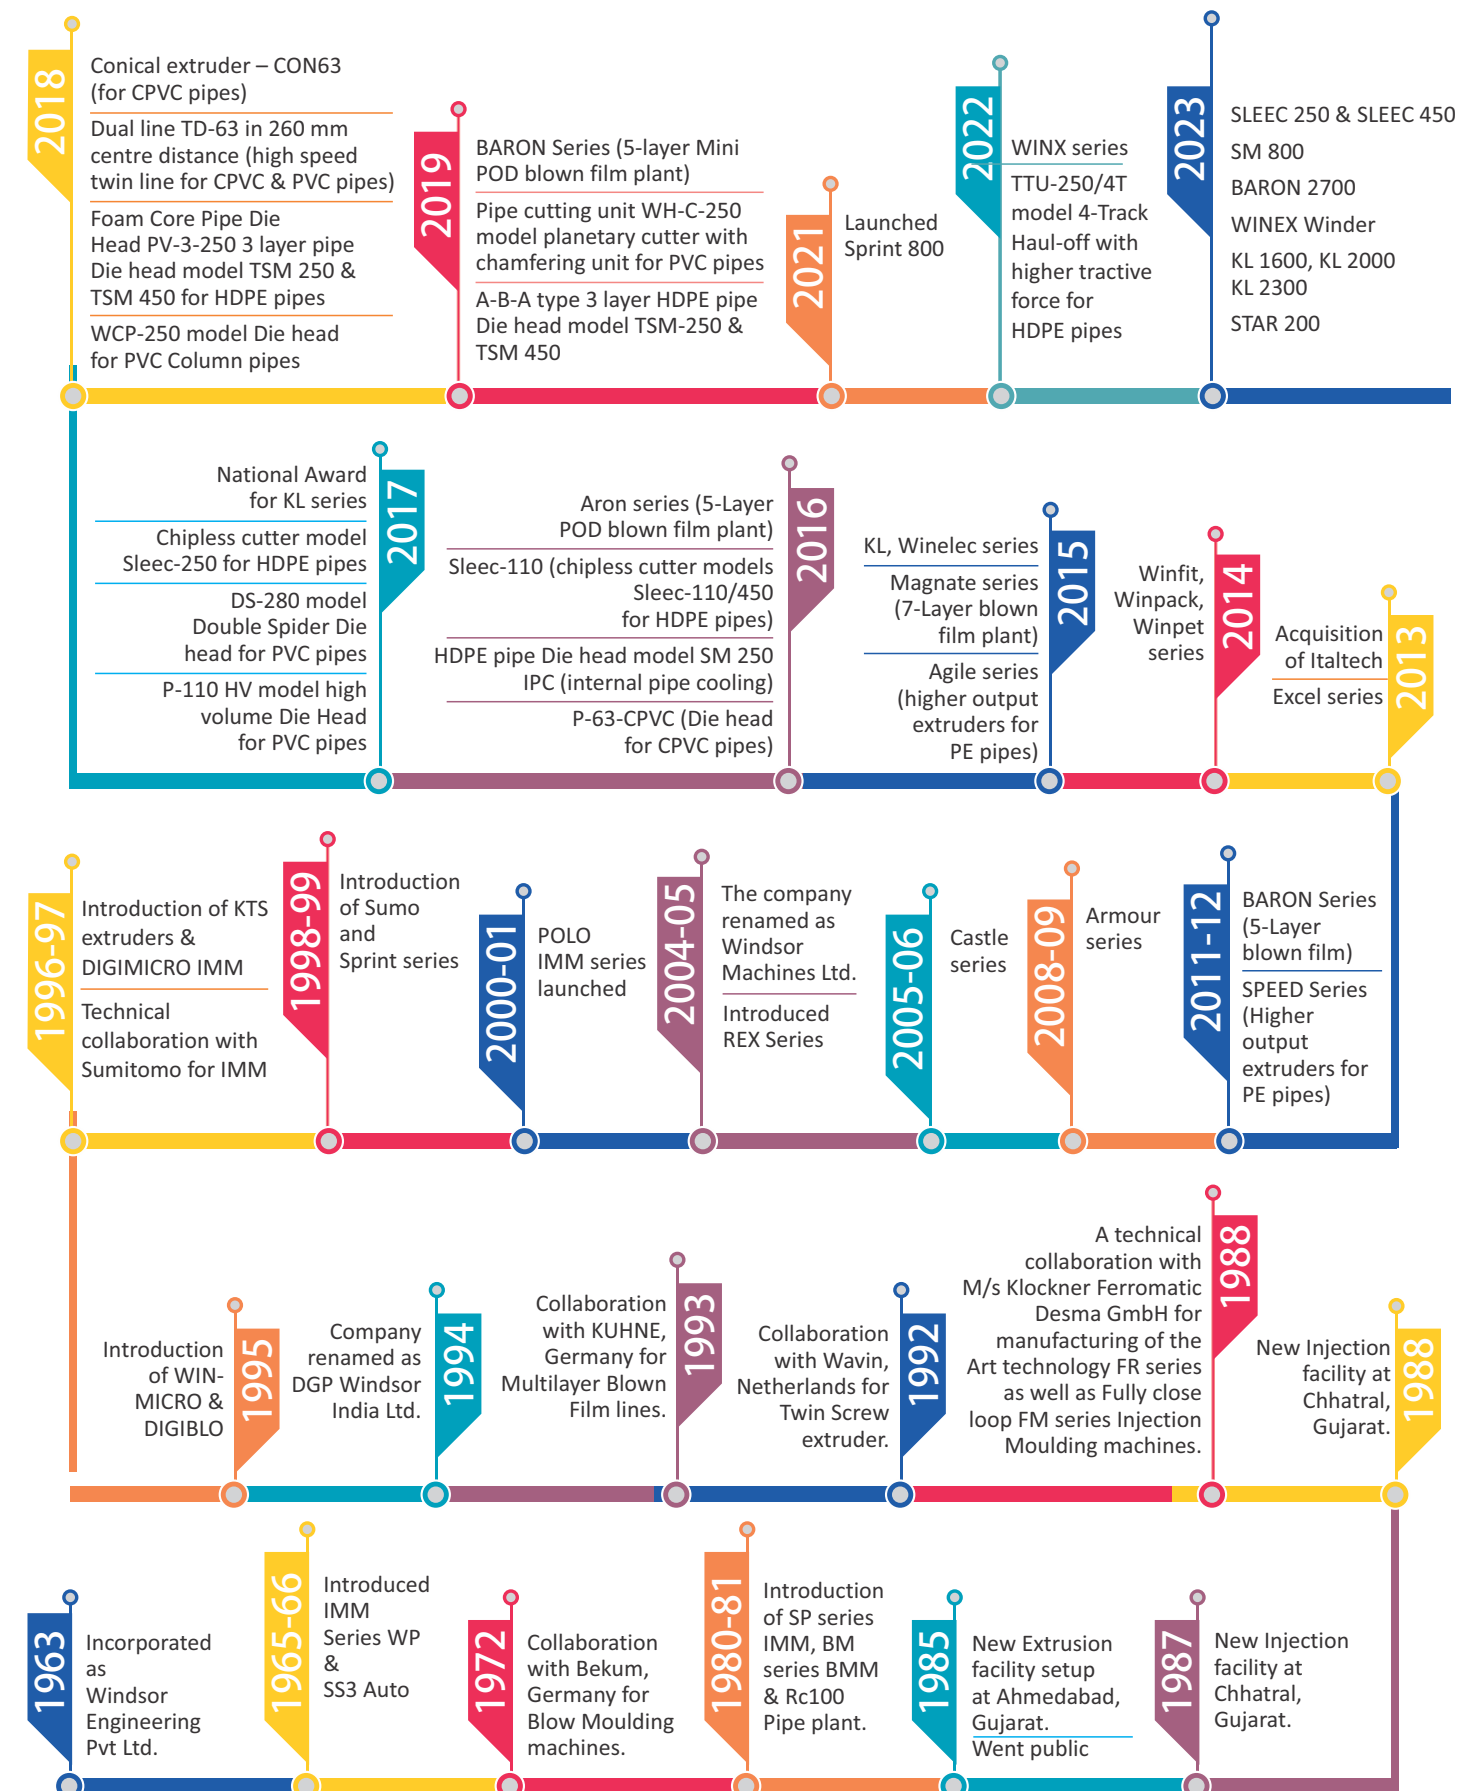 2018
Conical extruder – CON63
(for CPVC pipes)
Dual line TD-63 in 260 mm
centre distance (high speed
twin line for CPVC & PVC pipes)
Foam Core Pipe Die
Head PV-3-250 3 layer pipe
Die head model TSM 250 &
TSM 450 for HDPE pipes
WCP-250 model Die head
for PVC Column pipes
2019
BARON Series (5-layer Mini
POD blown film plant)
Pipe cutting unit WH-C-250
model planetary cutter with
chamfering unit for PVC pipes
A-B-A type 3 layer HDPE pipe
Die head model TSM-250 &
TSM 450
2021
Launched
Sprint 800
2022
WINX series
TTU-250/4T
model 4-Track
Haul-off with
higher tractive
force for
HDPE pipes
2023
SLEEC 250 & SLEEC 450
SM 800
BARON 2700
WINEX Winder
KL 1600, KL 2000
KL 2300
STAR 200
National Award
for KL series
Chipless cutter model
Sleec-250 for HDPE pipes
DS-280 model
Double Spider Die
head for PVC pipes
P-110 HV model high
volume Die Head
for PVC pipes
2017
Aron series (5-Layer
POD blown film plant)
Sleec-110 (chipless cutter models
Sleec-110/450
for HDPE pipes)
HDPE pipe Die head model SM 250
IPC (internal pipe cooling)
P-63-CPVC (Die head
for CPVC pipes)
2016
KL, Winelec series
Magnate series
(7-Layer blown
film plant)
Agile series
(higher output
extruders for
PE pipes)
2015
Winfit,
Winpack,
Winpet
series
2014
Acquisition
of Italtech
Excel series
2013
1996-97
Introduction of KTS
extruders &
DIGIMICRO IMM
Technical
collaboration with
Sumitomo for IMM
1998-99
Introduction
of Sumo
and
Sprint series
2000-01
POLO
IMM series
launched
2004-05
The company
renamed as
Windsor
Machines Ltd.
Introduced
REX Series
2005-06
Castle
series
2008-09
Armour
series
2011-12
BARON Series
(5-Layer
blown film)
SPEED Series
(Higher
output
extruders for
PE pipes)
Introduction
of WIN-
MICRO &
DIGIBLO
1995
Company
renamed as
DGP Windsor
India Ltd.
1994
Collaboration
with KUHNE,
Germany for
Multilayer Blown
Film lines.
1993
Collaboration
with Wavin,
Netherlands for
Twin Screw
extruder.
1992
A technical
collaboration with
M/s Klockner Ferromatic
Desma GmbH for
manufacturing of the
Art technology FR series
as well as Fully close
loop FM series Injection
Moulding machines.
1988
New Injection
facility at
Chhatral,
Gujarat.
1988
1963
Incorporated
as
Windsor
Engineering
Pvt Ltd.
1965-66
Introduced
IMM
Series WP
&
SS3 Auto
1972
Collaboration
with Bekum,
Germany for
Blow Moulding
machines.
1980-81
Introduction
of SP series
IMM, BM
series BMM
& Rc100
Pipe plant.
1985
New Extrusion
facility setup
at Ahmedabad,
Gujarat.
Went public
1987
New Injection
facility at
Chhatral,
Gujarat.